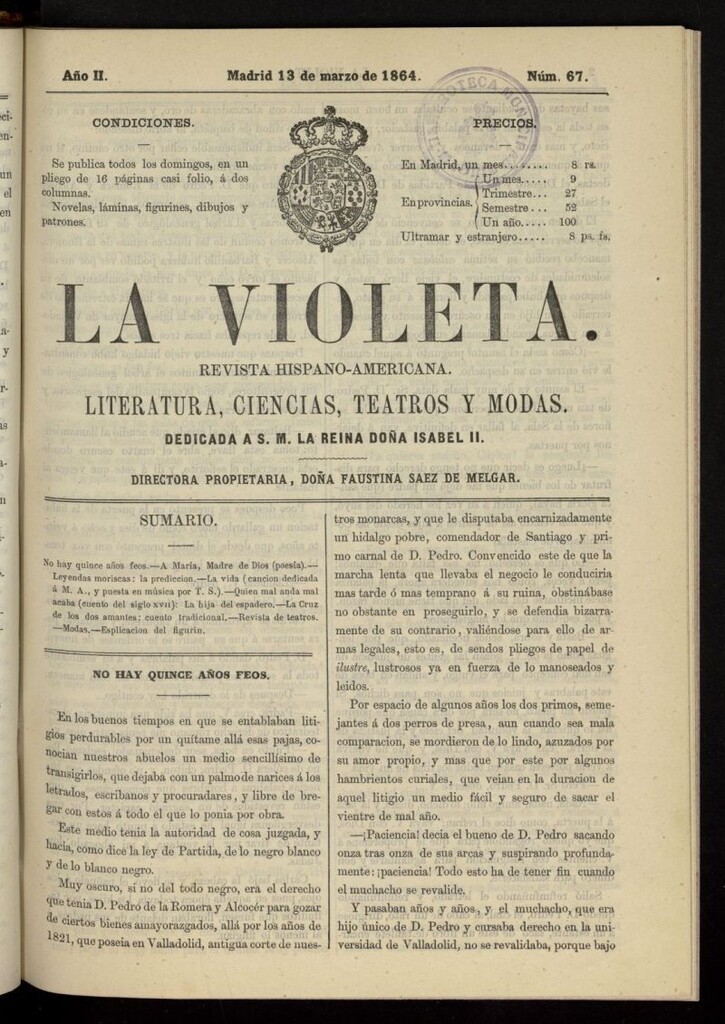 Año II.
Madrid 13 de marzo de 1864.
Núm. 67.
CONDICIONES.
Se publica todos los domingos, en un
pliego de 16 páginas casi folio, á dos
columnas.
Novelas, láminas, figurines, dibujos y
patrones.
PRECIOS.
En Madrid, un mes........ 8 rs.
En provincias.
Un mes..... 9
Trimestre... 27
Semestre... 52
Un año..... 100
Ultramar y estranjero..... 8 ps. fs.
LA VIOLETA.
REVISTA HISPANO-AMERICANA.
LITERATURA, CIENCIAS, TEATROS Y MODAS.
DEDICADA A S. M. LA REINA DOÑA ISABEL II.
DIRECTORA PROPIETARIA, DOÑA FAUSTINA SAEZ DE MELGAR.
SUMARIO.
No hay quince años feos.—A María, Madre de Dios (poesía).—
Leyendas moriscas: la prediccion.—La vida (cancion dedicada
á M. A., y puesta en música por T. S.).—Quien mal anda mal
acaba (cuento del siglo XVII): La hija del espadero.—La Cruz
de los dos amantes: cuento tradicional.—Revista de teatros.
—Modas.—Esplicacion del figurin.
NO HAY QUINCE AÑOS FEOS.
En los buenos tiempos en que se entablaban liti-
gios perdurables por un quítame allá esas pajas, co-
nocian nuestros abuelos un medio sencillísimo de
transigirlos, que dejaba con un palmo de narices á los
letrados, escribanos y procuradares, y libre de bre-
gar con estos á todo el que lo ponia por obra.
Este medio tenia la autoridad de cosa juzgada, y
hacia, como dice la ley de Partida, de lo negro blanco
y de lo blanco negro.
Muy oscuro, si no del todo negro, era el derecho
que tenia D. Pedro de la Romera y Alcocér para gozar
de ciertos bienes amayorazgados, allá por los años de
1821, que poseia en Valladolid, antigua corte de nues-
tros monarcas, y que le disputaba encarnizadamente
un hidalgo pobre, comendador de Santiago y pri-
mo carnal de D. Pedro. Convencido este de que la
marcha lenta que llevaba el negocio le conduciria
mas tarde ó mas temprano á su ruina, obstinábase
no obstante en proseguirlo, y se defendia bizarra-
mente de su contrario, valiéndose para ello de ar-
mas legales, esto es, de sendos pliegos de papel de
ilustre, lustrosos ya en fuerza de lo manoseados y
leidos.
Por espacio de algunos años los dos primos, seme-
jantes á dos perros de presa, aun cuando sea mala
comparacion, se mordieron de lo lindo, azuzados por
su amor propio, y mas que por este por algunos
hambrientos curiales, que veian en la duracion de
aquel litigio un medio fácil y seguro de sacar el
vientre de mal año.
—¡Paciencia! decia el bueno de D. Pedro sacando
onza tras onza de sus arcas y suspirando profunda-
mente: ¡paciencia! Todo esto ha de tener fin cuando
el muchacho se revalide.
Y pasaban años y años, y el muchacho, que era
hijo único de D. Pedro y cursaba derecho en la uni-
versidad de Valladolid, no se revalidaba, porque bajo